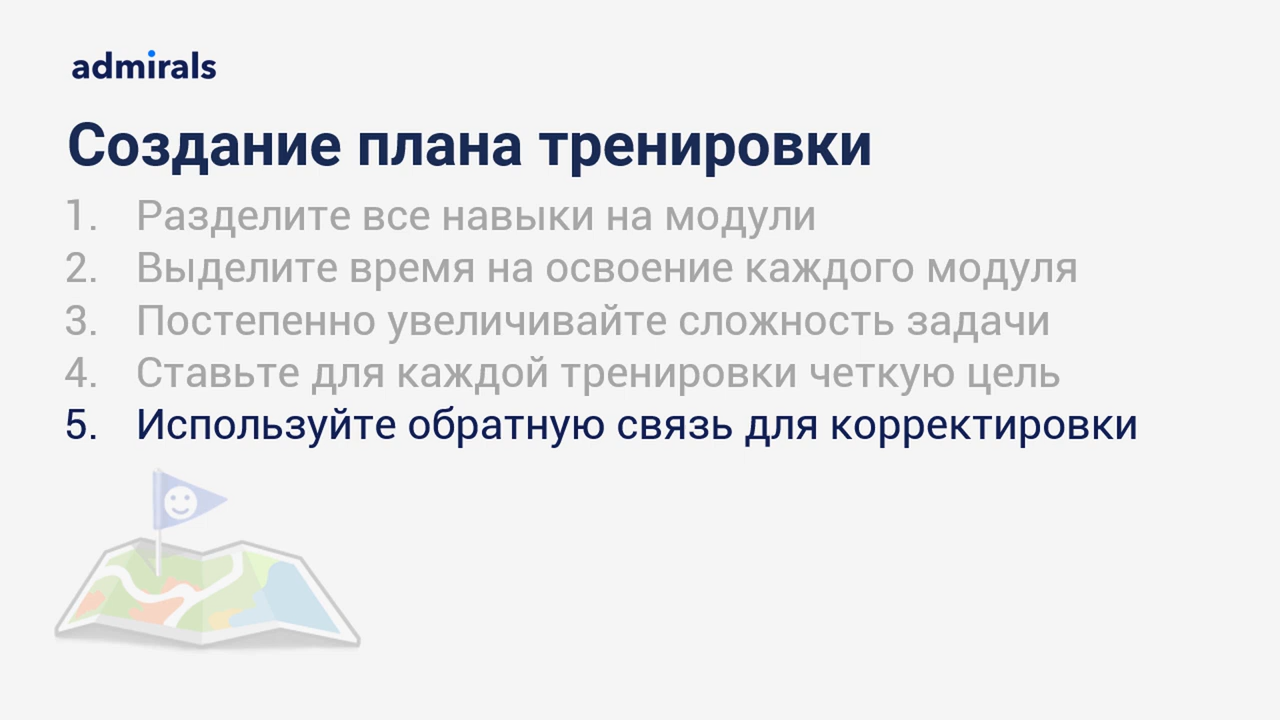 admirals
Создание плана тренировки
1. Разделите все навыки на модули
2. Выделите время на освоение каждого модуля
3. Постепенно увеличивайте сложность задачи
4. Ставьте для каждой тренировки четкую цель
5. Используйте обратную связь для корректировки